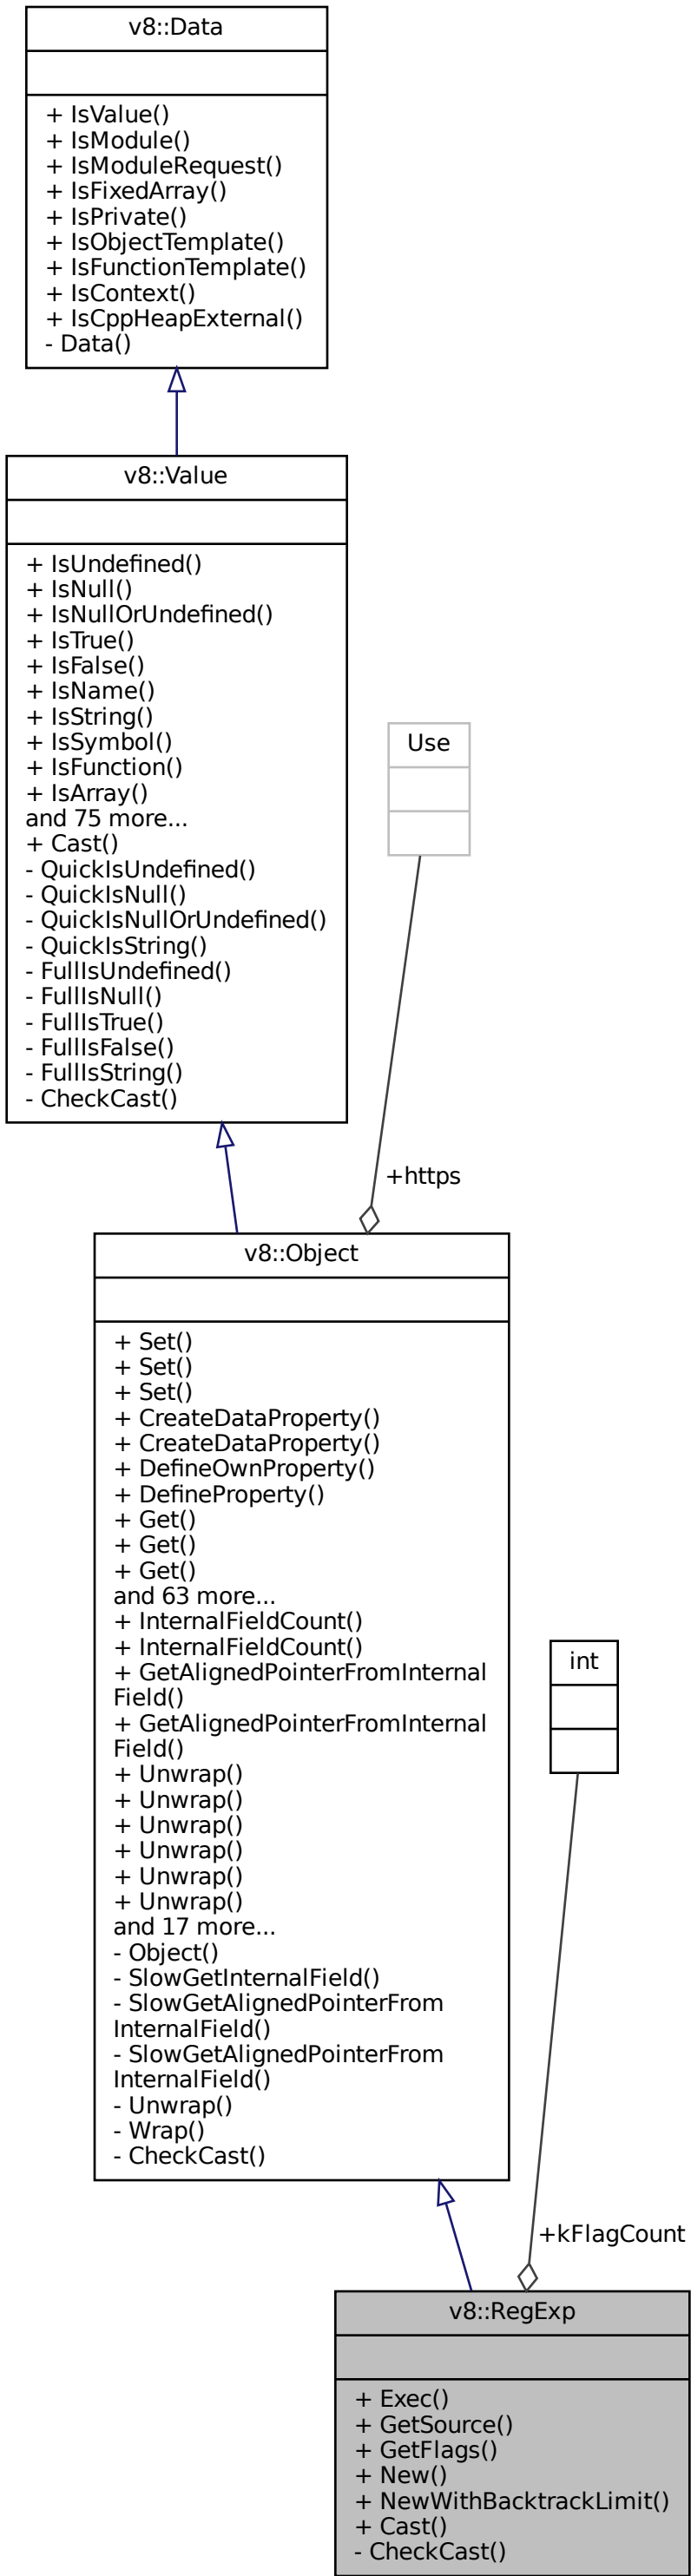 v8::Data
+ IsValue()
+ IsModule()
+ IsModuleRequest()
+ IsFixedArray()
+ IsPrivate()
+ IsObjectTemplate()
+ IsFunctionTemplate()
+ IsContext()
+ IsCppHeapExternal()
- Data()
v8::Value
+ IsUndefined()
+ IsNull()
+ IsNullOrUndefined()
+ IsTrue()
+ IsFalse()
+ IsName()
+ IsString()
+ IsSymbol()
+ IsFunction()
+ IsArray()
and 75 more...
+ Cast()
- QuickIsUndefined()
- QuickIsNull()
- QuickIsNullOrUndefined()
- QuickIsString()
- FullIsUndefined()
- FullIsNull()
- FullIsTrue()
- FullIsFalse()
- FullIsString()
- CheckCast()
Use
+https
v8::Object
+ Set()
+ Set()
+ Set()
+ CreateDataProperty()
+ CreateDataProperty()
+ DefineOwnProperty()
+ DefineProperty()
+ Get()
+ Get()
+ Get()
and 63 more...
+ InternalFieldCount()
+ InternalFieldCount()
+ GetAlignedPointerFromInternal
Field()
+ GetAlignedPointerFromInternal
Field()
+ Unwrap()
+ Unwrap()
+ Unwrap()
+ Unwrap()
+ Unwrap()
+ Unwrap()
and 17 more...
- Object()
- SlowGetInternalField()
- SlowGetAlignedPointerFrom
InternalField()
- SlowGetAlignedPointerFrom
InternalField()
- Unwrap()
- Wrap()
- CheckCast()
int
+kFlagCount
v8::RegExp
+ Exec()
+ GetSource()
+ GetFlags()
+ New()
+ NewWithBacktrackLimit()
+ Cast()
- CheckCast()